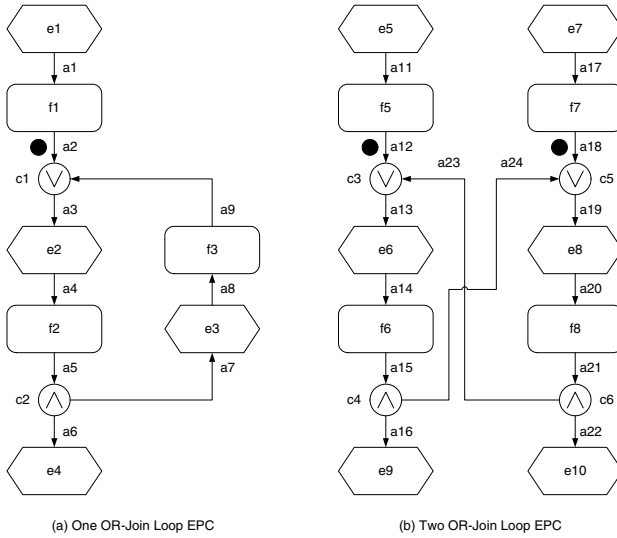 e1
e5
e7
a1
a11
a17
f1
f5
f7
a2
a12
a23
a24
a18
c1
c3
c5
a3
a9
a13
a19
e2
f3
e6
e8
a4
a8
a14
a20
f2
e3
f6
f8
a5
a7
a15
a21
c2
c4
c6
a6
a16
a22
e4
e9
e10
(a) One OR-Join Loop EPC
(b) Two OR-Join Loop EPC